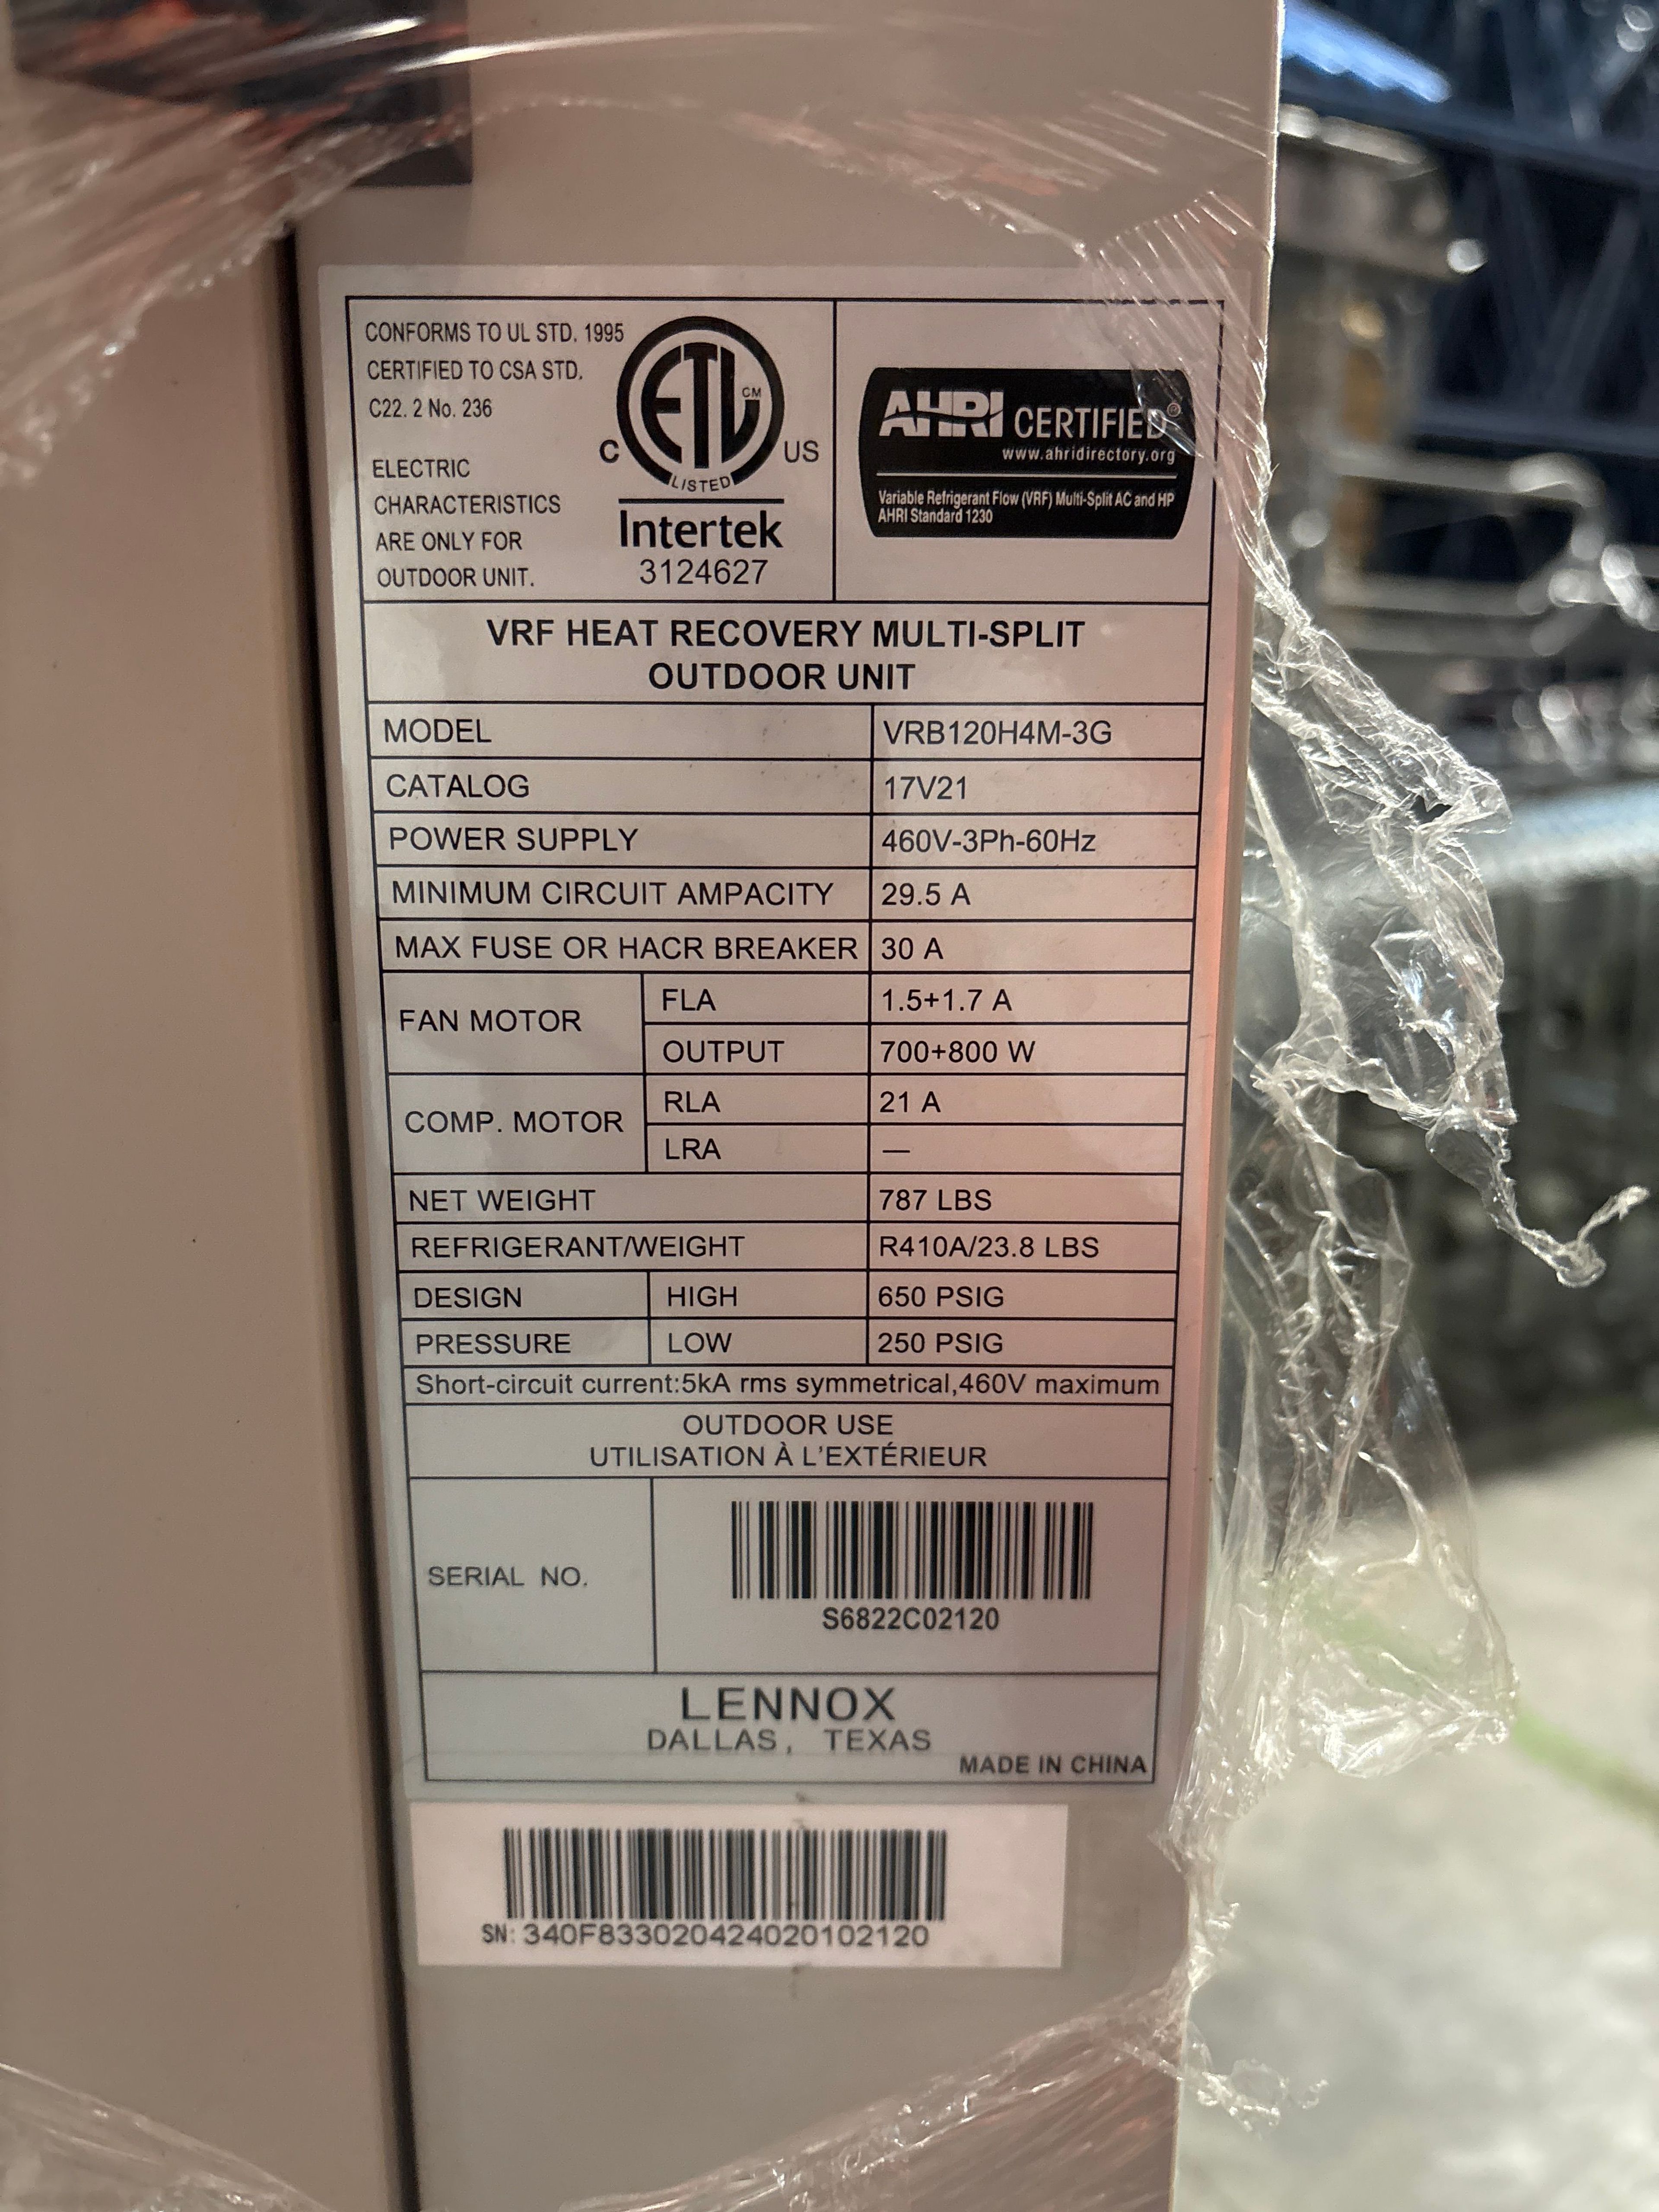 CONFORMS TO UL STD. 1995
CERTIFIED TO CSA STD.
C22. 2 No. 236
ELECTRIC
CHARACTERISTICS
ARE ONLY FOR
OUTDOOR UNIT.
ETL CM
C US
LISTED
Intertek
3124627
AHRI CERTIFIED®
www.ahridirectory.org
Variable Refrigerant Flow (VRF) Multi-Split AC and HP
AHRI Standard 1230
VRF HEAT RECOVERY MULTI-SPLIT
OUTDOOR UNIT
MODEL VRB120H4M-3G
CATALOG 17V21
POWER SUPPLY 460V-3Ph-60Hz
MINIMUM CIRCUIT AMPACITY 29.5 A
MAX FUSE OR HACR BREAKER 30 A
FAN MOTOR FLA 1.5+1.7 A
OUTPUT 700+800 W
COMP. MOTOR RLA 21 A
LRA —
NET WEIGHT 787 LBS
REFRIGERANT/WEIGHT R410A/23.8 LBS
DESIGN HIGH 650 PSIG
PRESSURE LOW 250 PSIG
Short-circuit current:5kA rms symmetrical,460V maximum
OUTDOOR USE
UTILISATION À L'EXTÉRIEUR
SERIAL NO.
S6822C02120
LENNOX
DALLAS, TEXAS
MADE IN CHINA
SN: 340F833020424020102120